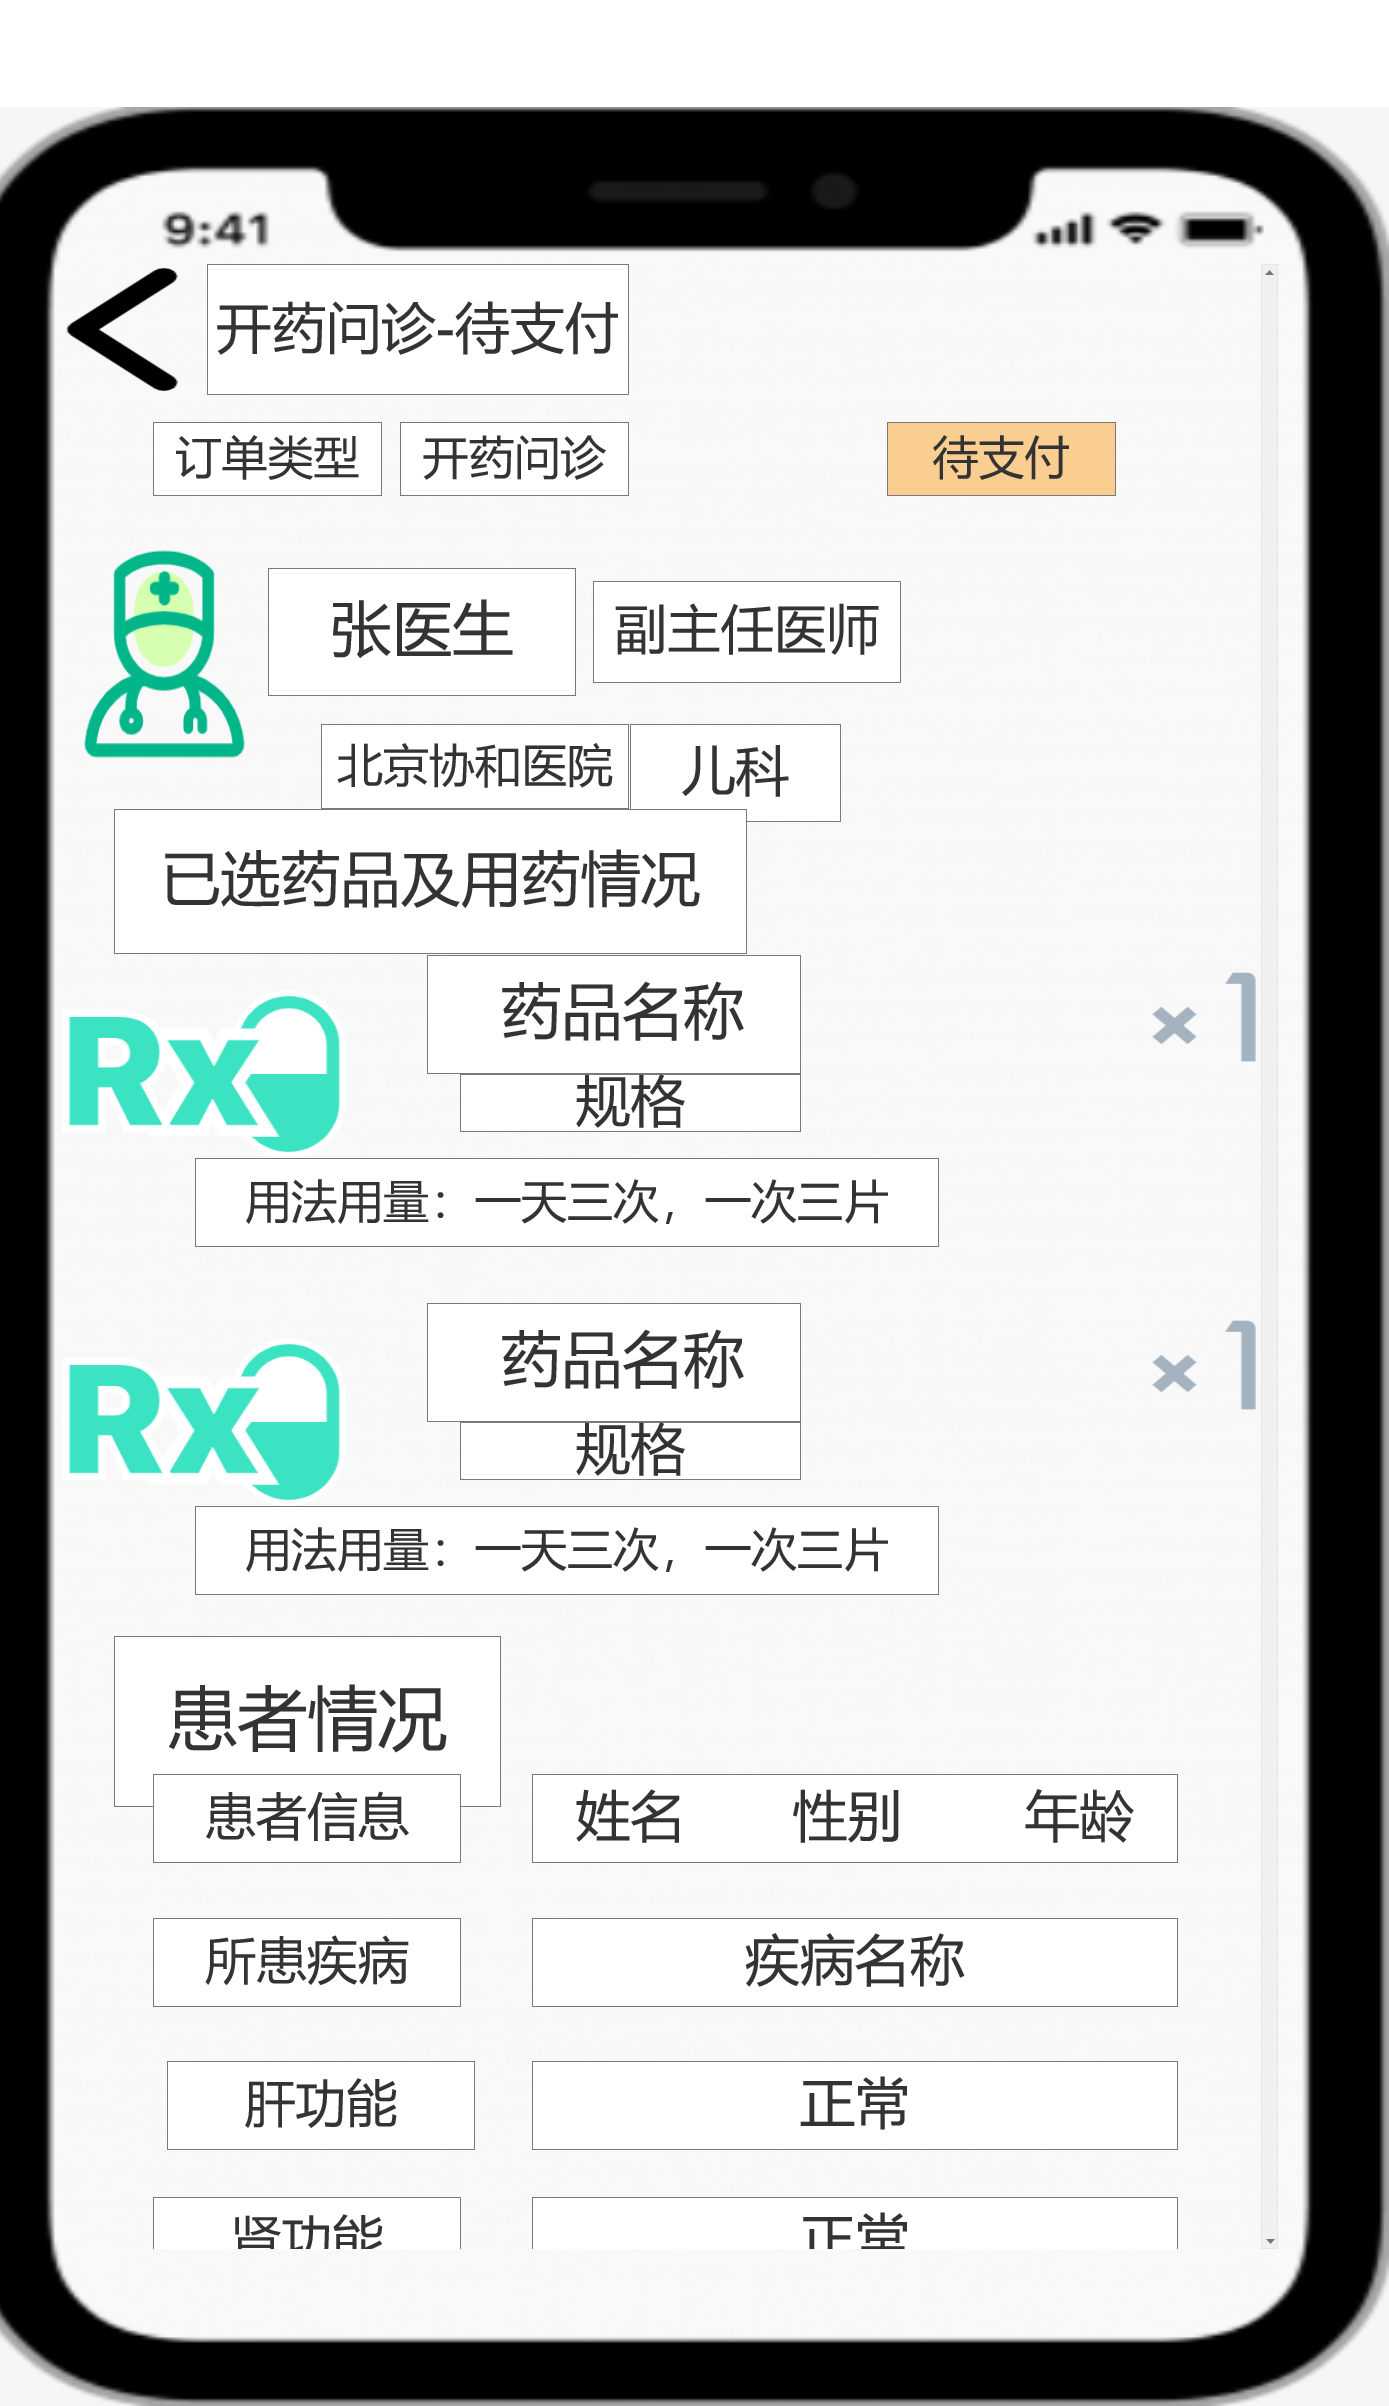 9:41
开药问诊-待支付
订单类型 开药问诊 待支付
张医生 副主任医师
北京协和医院 儿科
已选药品及用药情况
药品名称 ×1
Rx
规格
用法用量：一天三次，一次三片
药品名称 ×1
Rx
规格
用法用量：一天三次，一次三片
患者情况
患者信息 姓名 性别 年龄
所患疾病 疾病名称
肝功能 正常
肾功能 正常